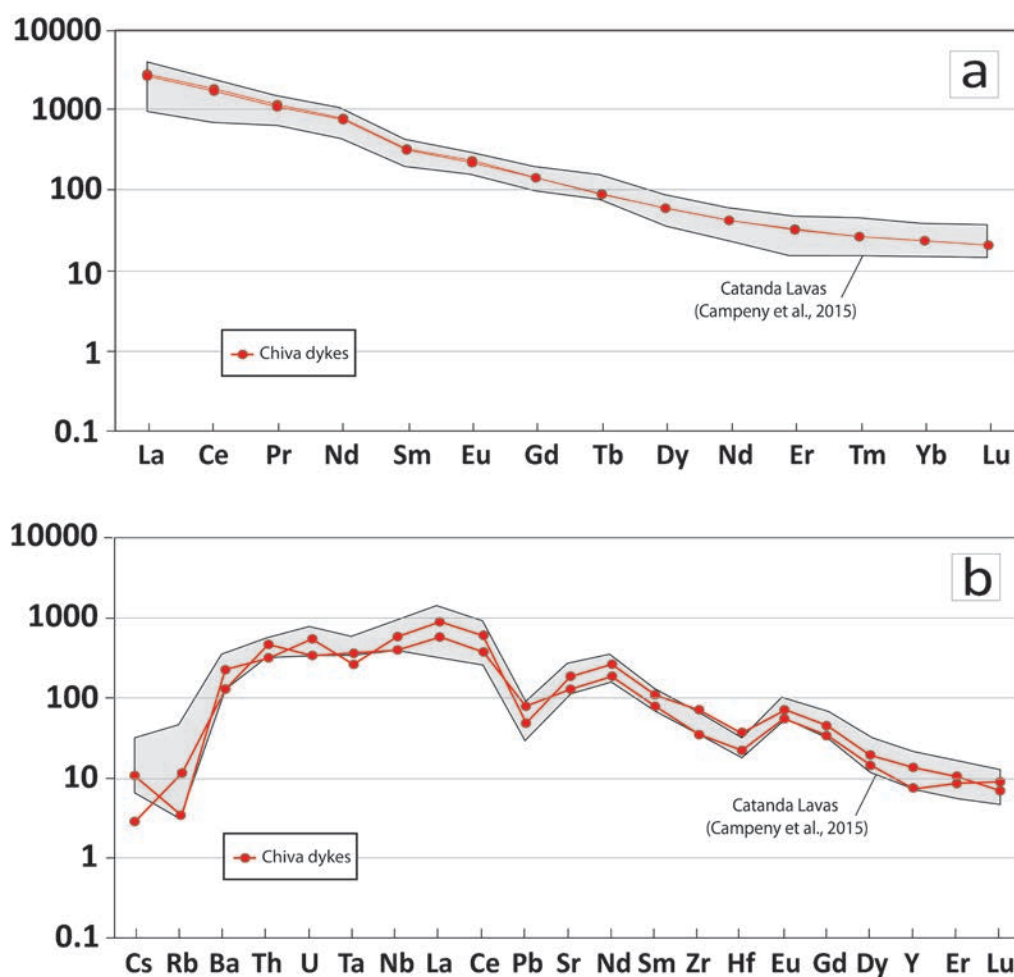 10000
a
1000
100
10
Catanda Lavas
(Campeny et al., 2015)
1
Chiva dykes
0.1
La Ce Pr Nd Sm Eu Gd Tb Dy Nd Er Tm Yb Lu
10000
b
1000
100
10
Catanda Lavas
(Campeny et al., 2015)
1
Chiva dykes
0.1
Cs Rb Ba Th U Ta Nb La Ce Pb Sr Nd Sm Zr Hf Eu Gd Dy Y Er Lu